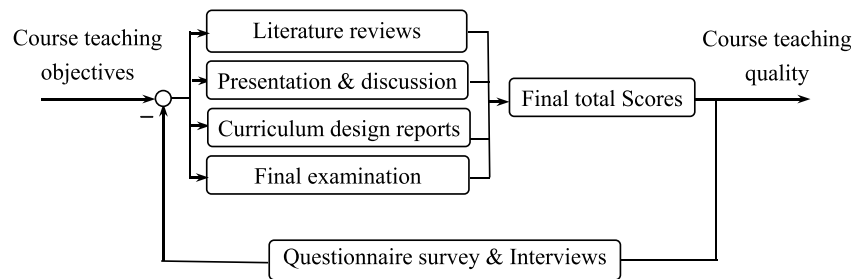 Course teaching
objectives
Literature reviews
Presentation & discussion
Curriculum design reports
Final examination
Final total Scores
Course teaching
quality
–
Questionnaire survey & Interviews